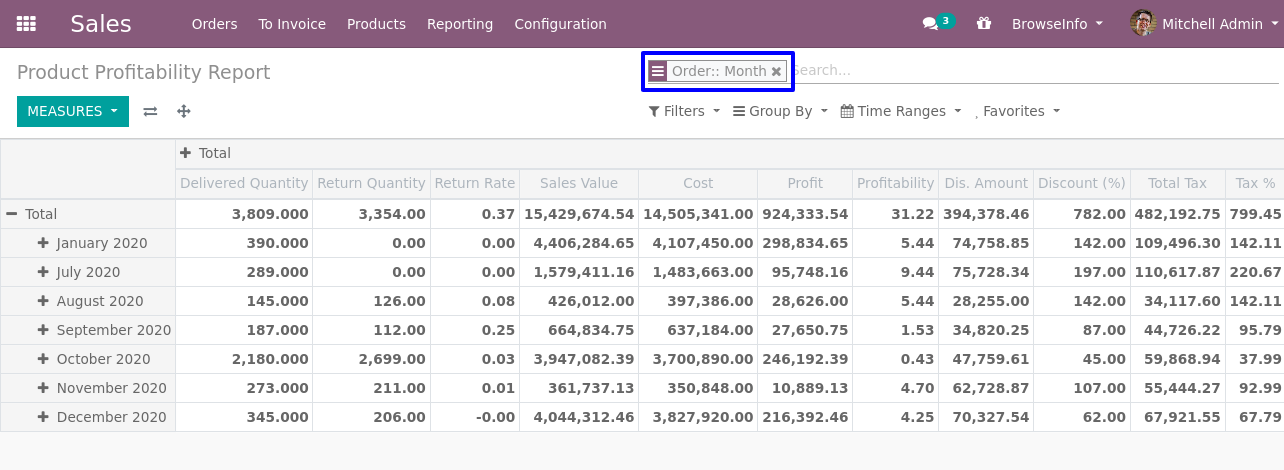 Sales Orders To Invoice Products Reporting Configuration 3 BrowseInfo Mitchell Admin
Product Profitability Report Order:: Month Search...
MEASURES Filters Group By Time Ranges Favorites
Total
Delivered Quantity Return Quantity Return Rate Sales Value Cost Profit Profitability Dis. Amount Discount (%) Total Tax Tax %
Total 3,809.000 3,354.00 0.37 15,429,674.54 14,505,341.00 924,333.54 31.22 394,378.46 782.00 482,192.75 799.45
January 2020 390.000 0.00 0.00 4,406,284.65 4,107,450.00 298,834.65 5.44 74,758.85 142.00 109,496.30 142.11
July 2020 289.000 0.00 0.00 1,579,411.16 1,483,663.00 95,748.16 9.44 75,728.34 197.00 110,617.87 220.67
August 2020 145.000 126.00 0.08 426,012.00 397,386.00 28,626.00 5.44 28,255.00 142.00 34,117.60 142.11
September 2020 187.000 112.00 0.25 664,834.75 637,184.00 27,650.75 1.53 34,820.25 87.00 44,726.22 95.79
October 2020 2,180.000 2,699.00 0.03 3,947,082.39 3,700,890.00 246,192.39 0.43 47,759.61 45.00 59,868.94 37.99
November 2020 273.000 211.00 0.01 361,737.13 350,848.00 10,889.13 4.70 62,728.87 107.00 55,444.27 92.99
December 2020 345.000 206.00 -0.00 4,044,312.46 3,827,920.00 216,392.46 4.25 70,327.54 62.00 67,921.55 67.79